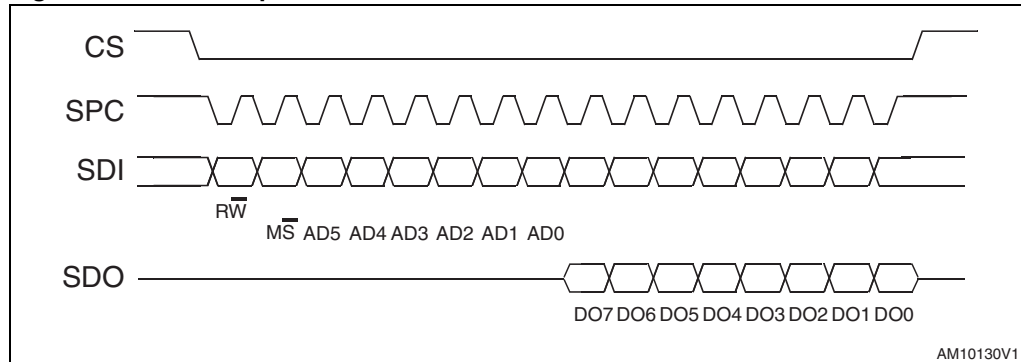 CS
SPC
SDI
RW
MS AD5 AD4 AD3 AD2 AD1 AD0
SDO
DO7 DO6 DO5 DO4 DO3 DO2 DO1 DO0
AM10130V1